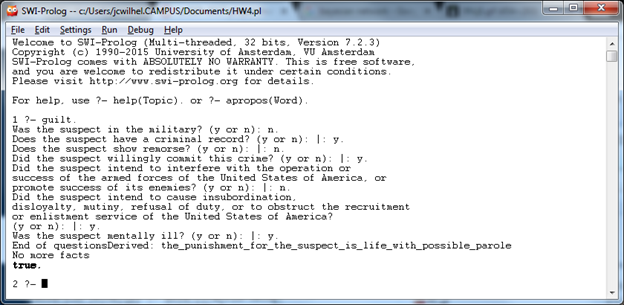 SWI-Prolog -- c:/Users/jcwilhel.CAMPUS/Documents/HW4.pl
File Edit Settings Run Debug Help
Welcome to SWI-Prolog (Multi-threaded, 32 bits, Version 7.2.3)
Copyright (c) 1990-2015 University of Amsterdam, VU Amsterdam
SWI-Prolog comes with ABSOLUTELY NO WARRANTY. This is free software,
and you are welcome to redistribute it under certain conditions.
Please visit http://www.swi-prolog.org for details.
For help, use ?- help(Topic). or ?- apropos(Word).
1 ?- guilt.
Was the suspect in the military? (y or n): n.
Does the suspect have a criminal record? (y or n): |: y.
Does the suspect show remorse? (y or n): |: n.
Did the suspect willingly commit this crime? (y or n): |: y.
Did the suspect intend to interfere with the operation or
success of the armed forces of the United States of America, or
promote success of its enemies? (y or n): |: n.
Did the suspect intend to cause insubordination,
disloyalty, mutiny, refusal of duty, or to obstruct the recruitment
or enlistment service of the United States of America?
(y or n): |: y.
Was the suspect mentally ill? (y or n): |: y.
End of questionsDerived: the_punishment_for_the_suspect_is_life_with_possible_parole
No more facts
true.
2 ?-